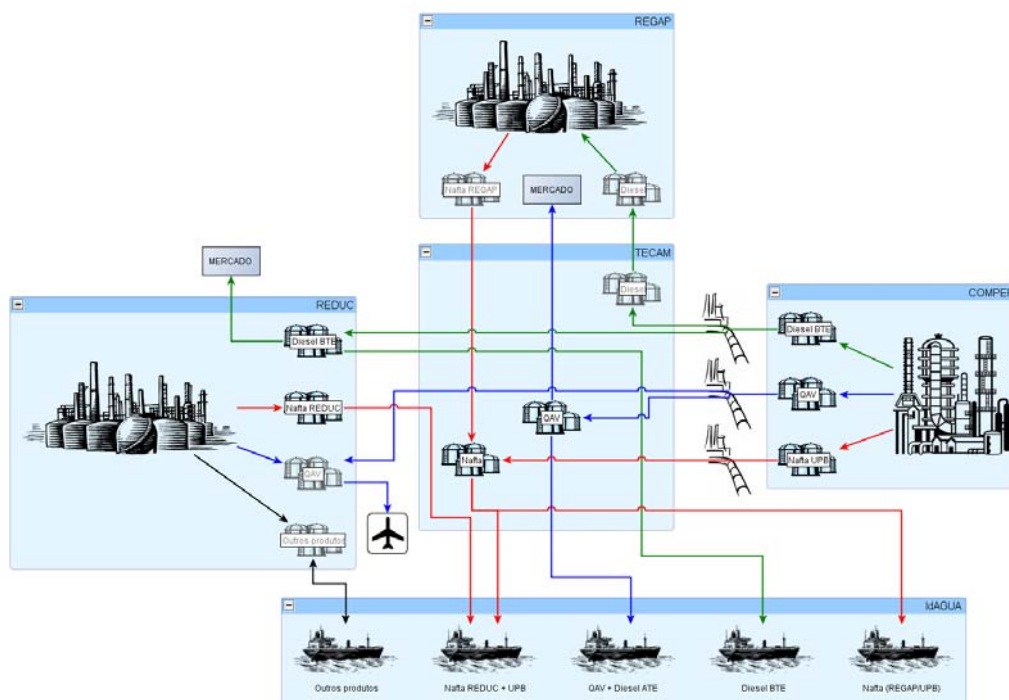 REGAP
Nafta REGAP
MERCADO
Diesel
MERCADO
TECAM
Diesel
REDUC
COMPER
Diesel BTE
Diesel BTE
Nafta REDUC
QAV
QAV
Nafta
Nafta UPB
QAV
Outros produtos
IdAGUA
Outros produtos
Nafta REDUC + UPB
QAV + Diesel ATE
Diesel BTE
Nafta (REGAP/UPB)